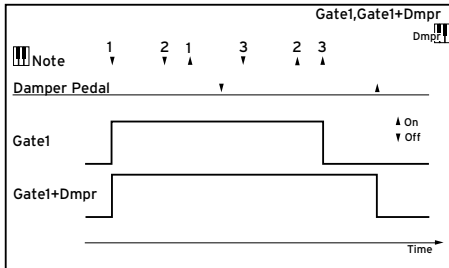 Gate1,Gate1+Dmpr
Dmpr
1 2 1 3 2 3
Note
Damper Pedal
On
Off
Gate1
Gate1+Dmpr
Time